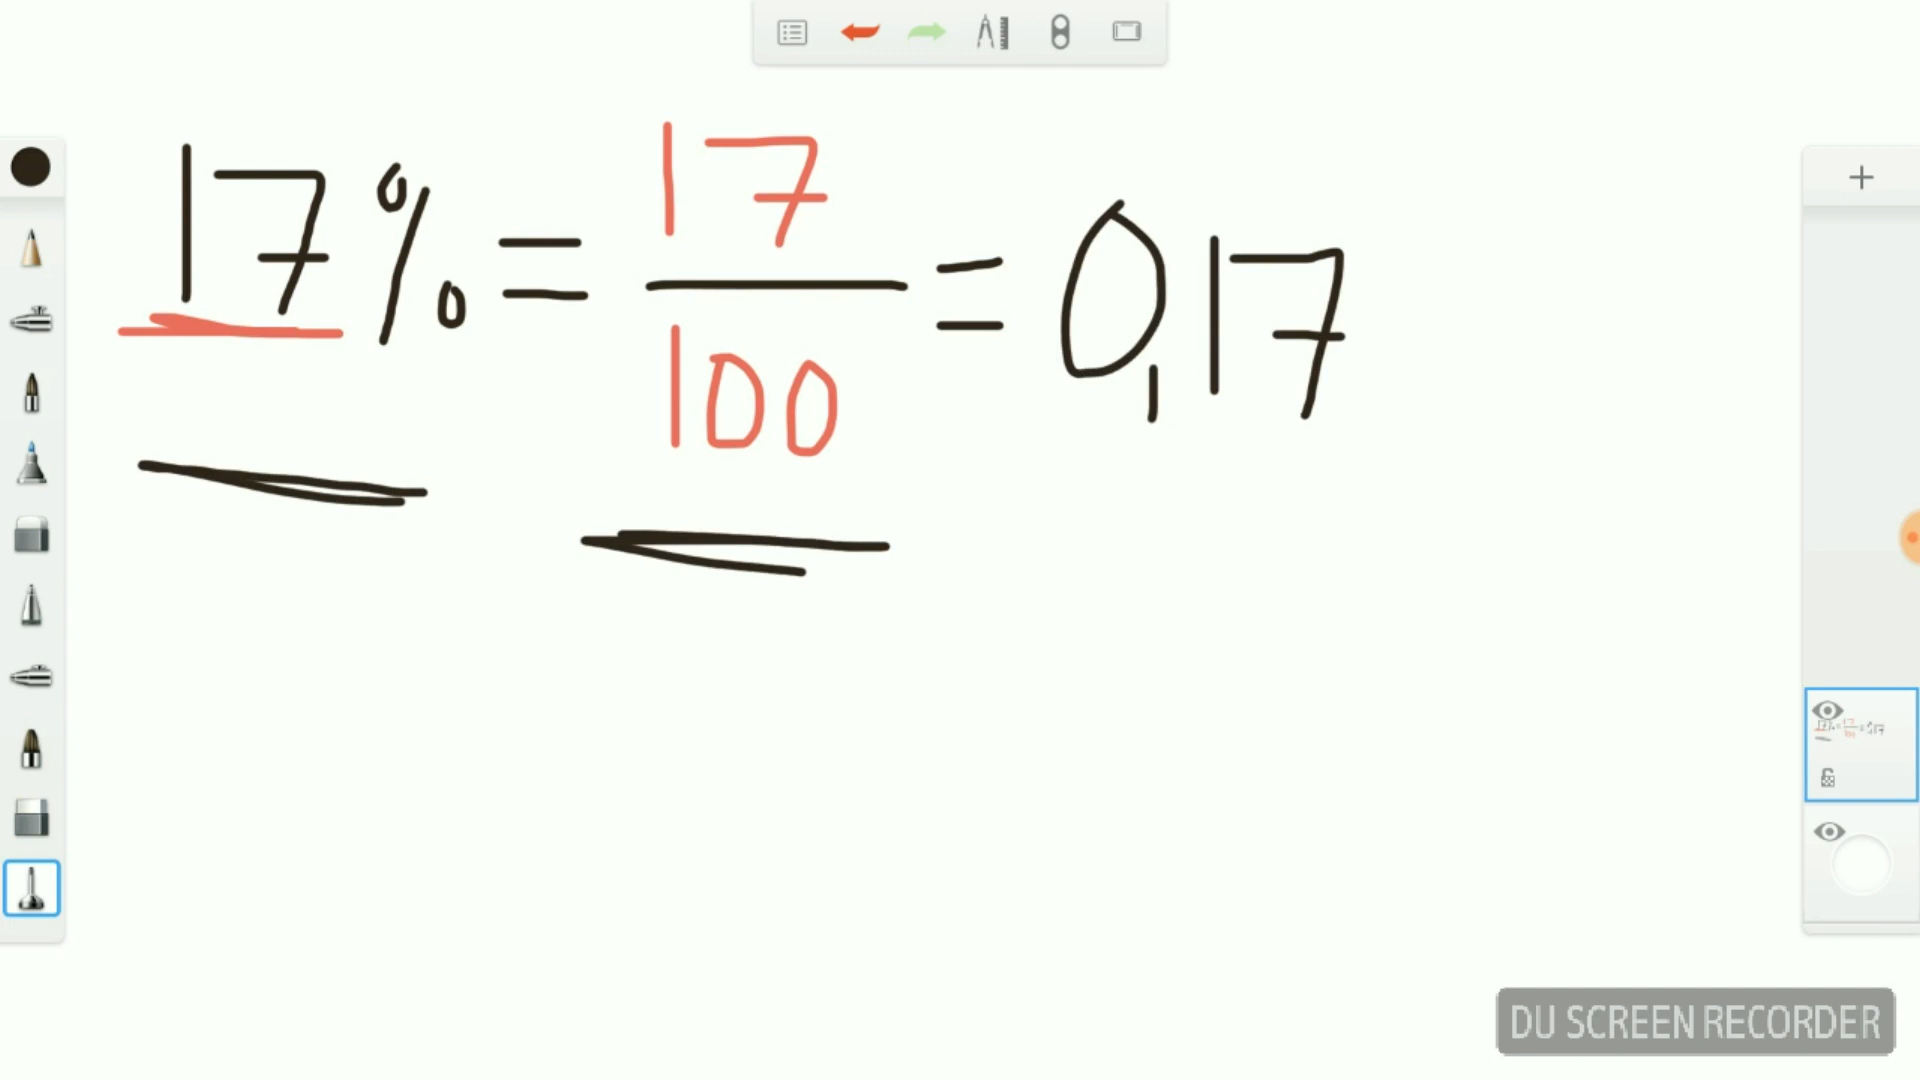 17% = 17/100 = 0,17
DU SCREEN RECORDER